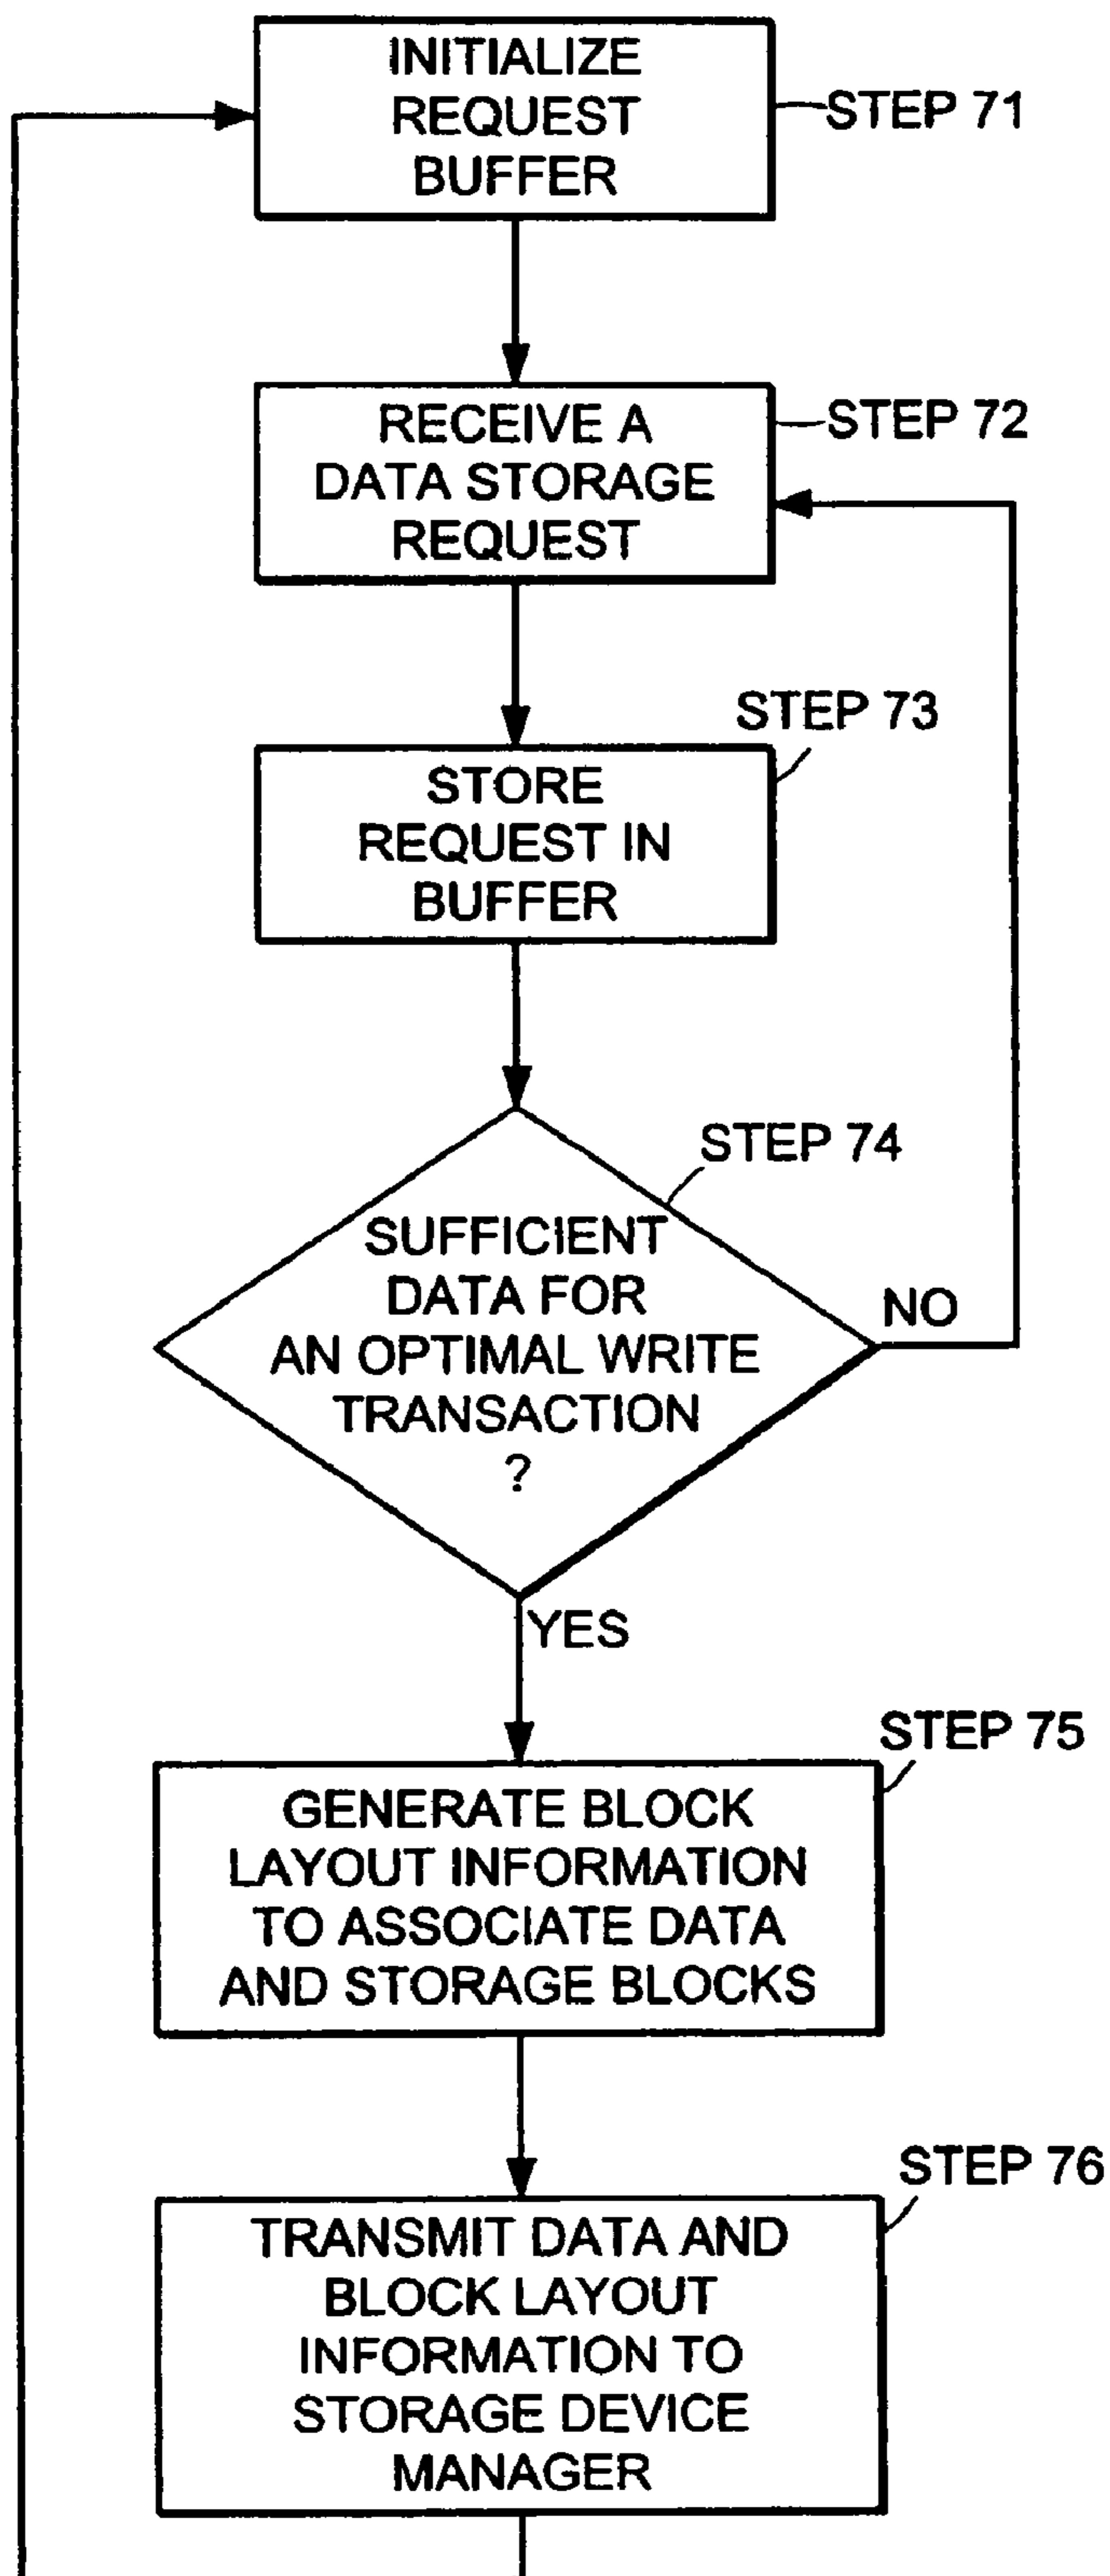 INITIALIZE
REQUEST
BUFFER
STEP 71
RECEIVE A
DATA STORAGE
REQUEST
STEP 72
STEP 73
STORE
REQUEST IN
BUFFER
STEP 74
SUFFICIENT
DATA FOR
AN OPTIMAL WRITE
TRANSACTION
?
NO
YES
STEP 75
GENERATE BLOCK
LAYOUT INFORMATION
TO ASSOCIATE DATA
AND STORAGE BLOCKS
STEP 76
TRANSMIT DATA AND
BLOCK LAYOUT
INFORMATION TO
STORAGE DEVICE
MANAGER